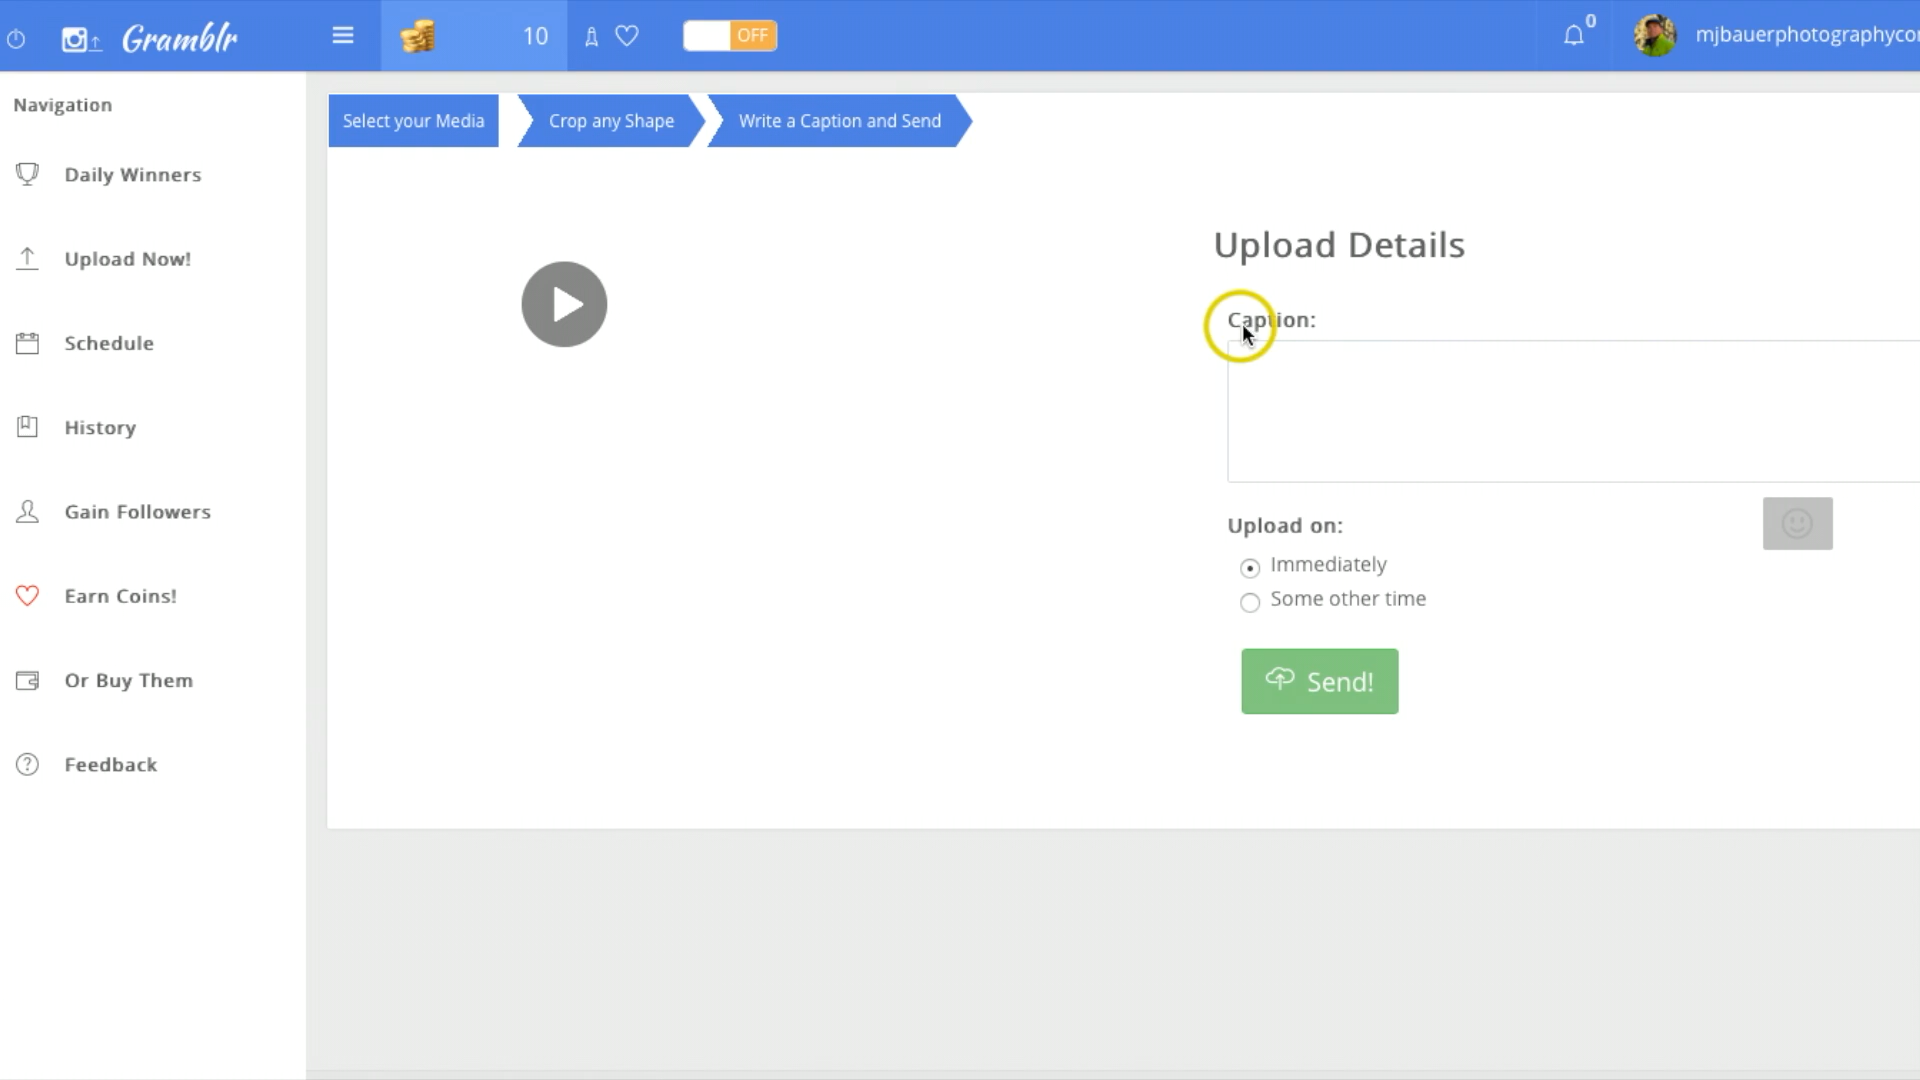 Gramblr
10
OFF
0
mjbauerphotographycor
Navigation
Daily Winners
Upload Now!
Schedule
History
Gain Followers
Earn Coins!
Or Buy Them
Feedback
Select your Media
Crop any Shape
Write a Caption and Send
Upload Details
Caption:
Upload on:
Immediately
Some other time
Send!